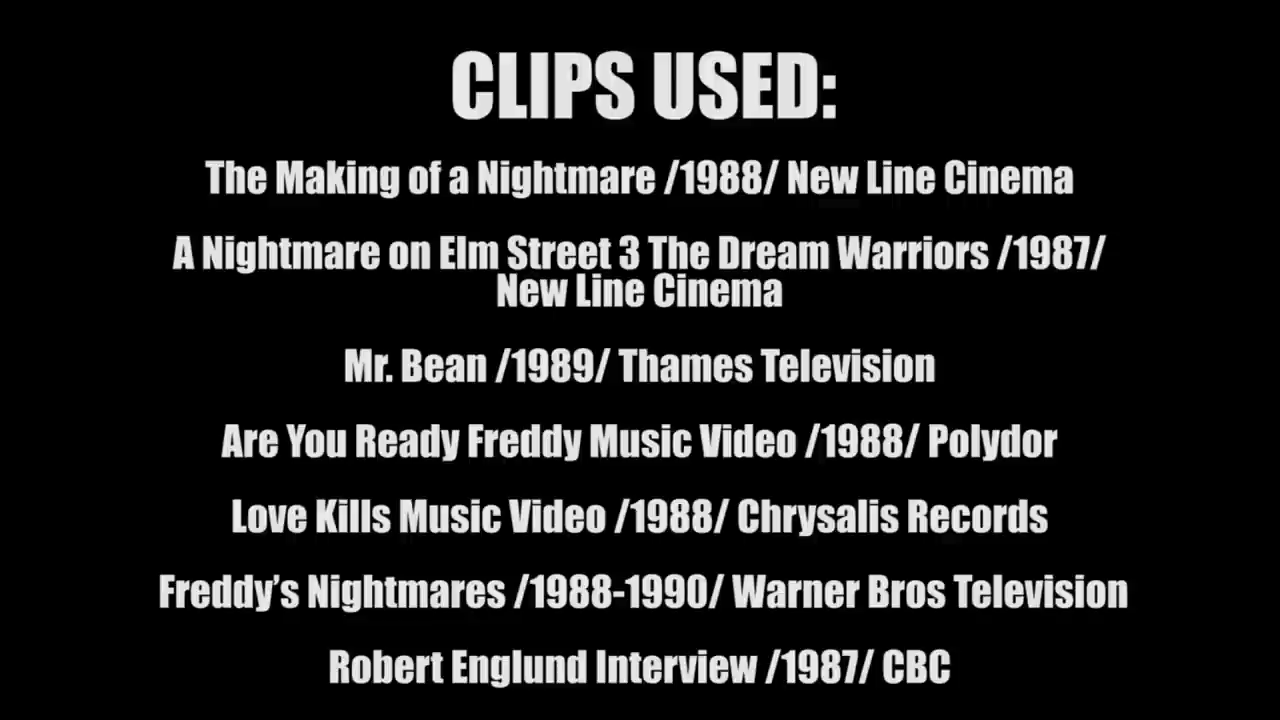 CLIPS USED:
The Making of a Nightmare /1988/ New Line Cinema
A Nightmare on Elm Street 3 The Dream Warriors /1987/
New Line Cinema
Mr. Bean /1989/ Thames Television
Are You Ready Freddy Music Video /1988/ Polydor
Love Kills Music Video /1988/ Chrysalis Records
Freddy’s Nightmares /1988-1990/ Warner Bros Television
Robert Englund Interview /1987/ CBC